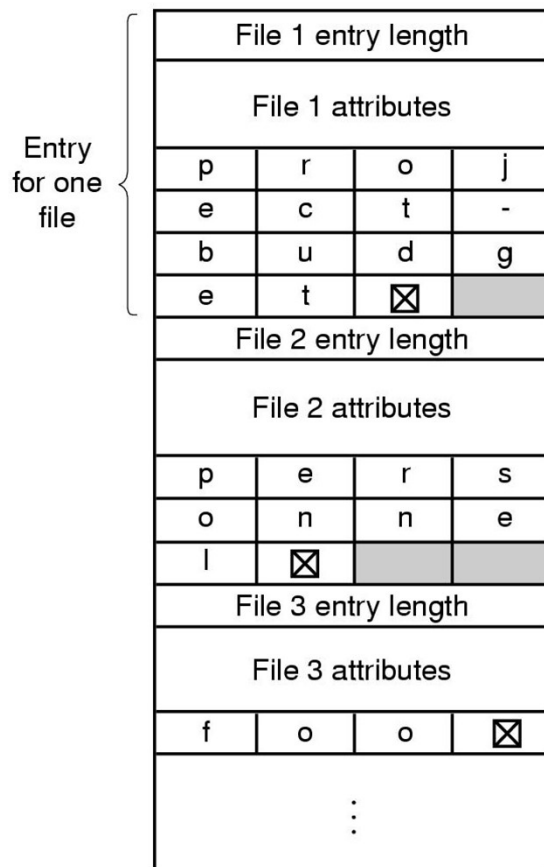 File 1 entry length
File 1 attributes
Entry
for one
file
p r o j
e c t -
b u d g
e t ☒
File 2 entry length
File 2 attributes
p e r s
o n n e
l ☒
File 3 entry length
File 3 attributes
f o o ☒
⋮